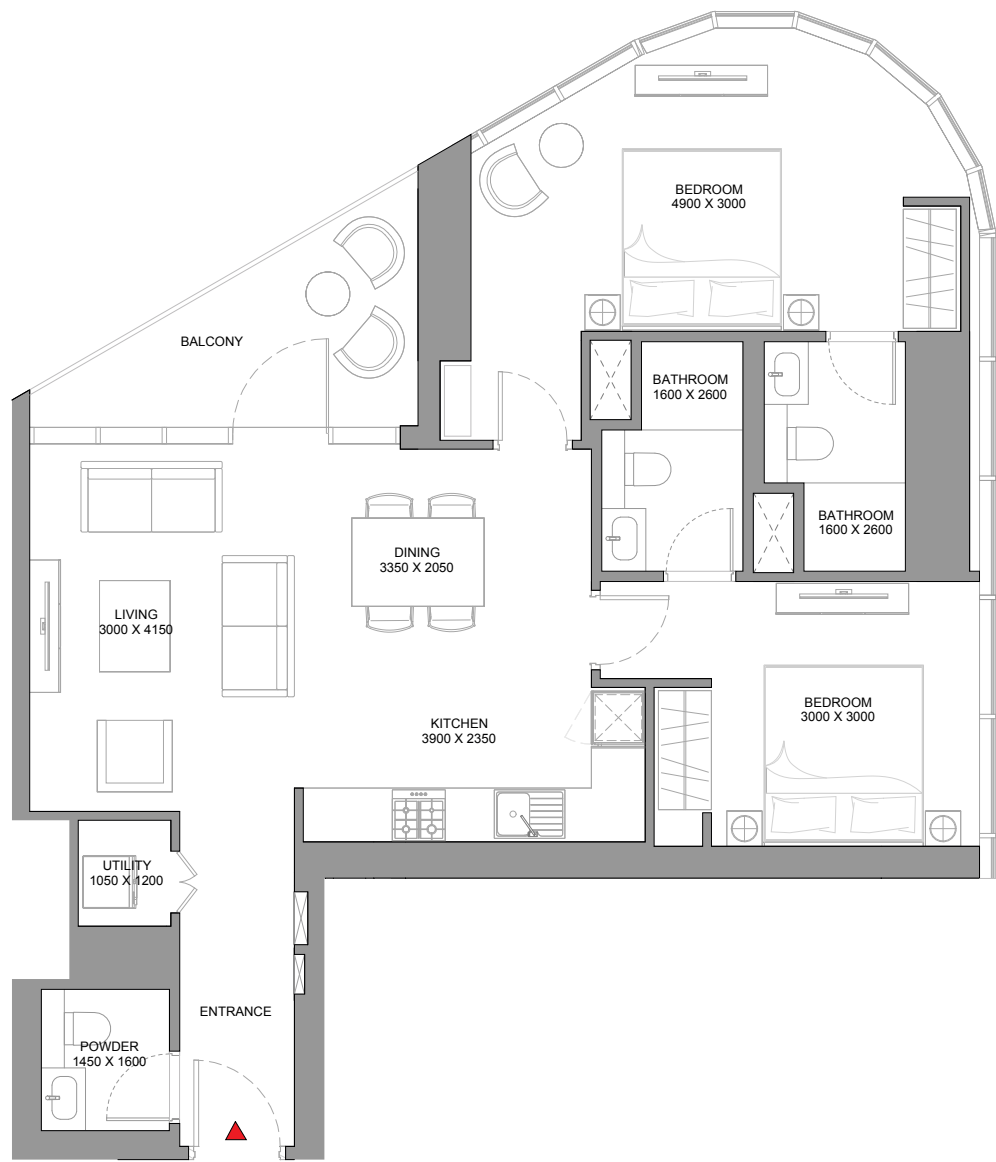 BEDROOM
4900 X 3000
BALCONY
BATHROOM
1600 X 2600
BATHROOM
1600 X 2600
DINING
3350 X 2050
LIVING
3000 X 4150
KITCHEN
3900 X 2350
BEDROOM
3000 X 3000
UTILITY
1050 X 1200
ENTRANCE
POWDER
1450 X 1600